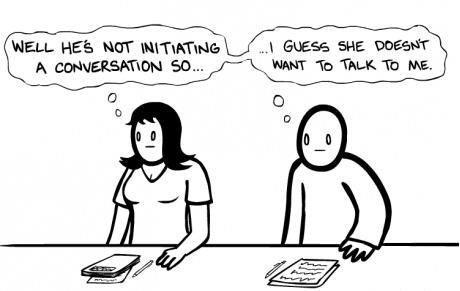 WELL HE'S NOT INITIATING
A CONVERSATION SO...
...I GUESS SHE DOESN'T
WANT TO TALK TO ME.